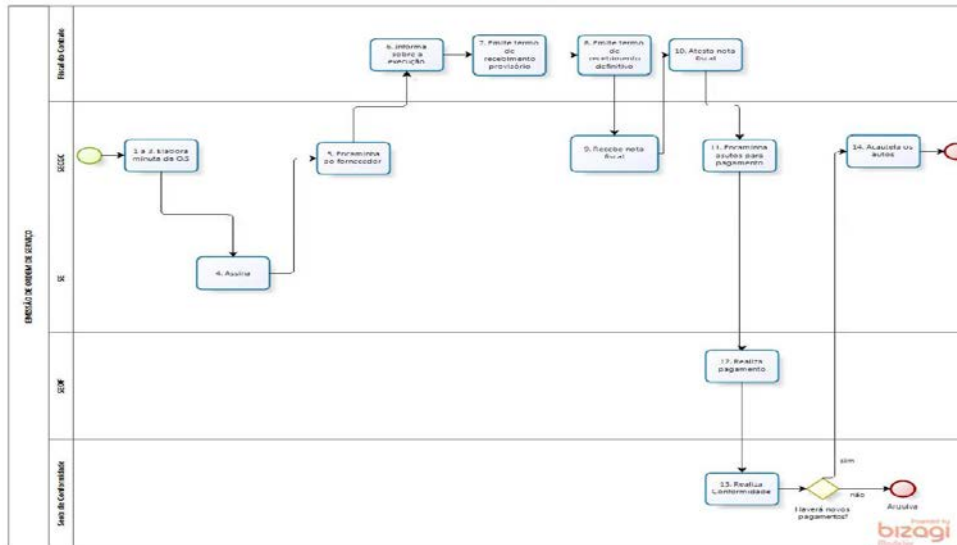 EMISSÃO DE ORDEM DE SERVIÇO
Fiscal do Contrato
6. Informa
sobre a
execução
7. Emite termo
de
recebimento
provisório
8. Emite termo
de
recebimento
definitivo
10. Atesta nota
fiscal
1 a 3. Elabora
minuta da O.S
5. Encaminha
ao fornecedor
9. Recebe nota
fiscal
11. Encaminha
autos para
pagamento
14. Acautela os
autos
SE
4. Assina
12. Realiza
pagamento
Seção de Conformidade
13. Realiza
Conformidade
Haverá novos
pagamentos?
sim
não
Arquiva
Powered by
bizagi
Modeler